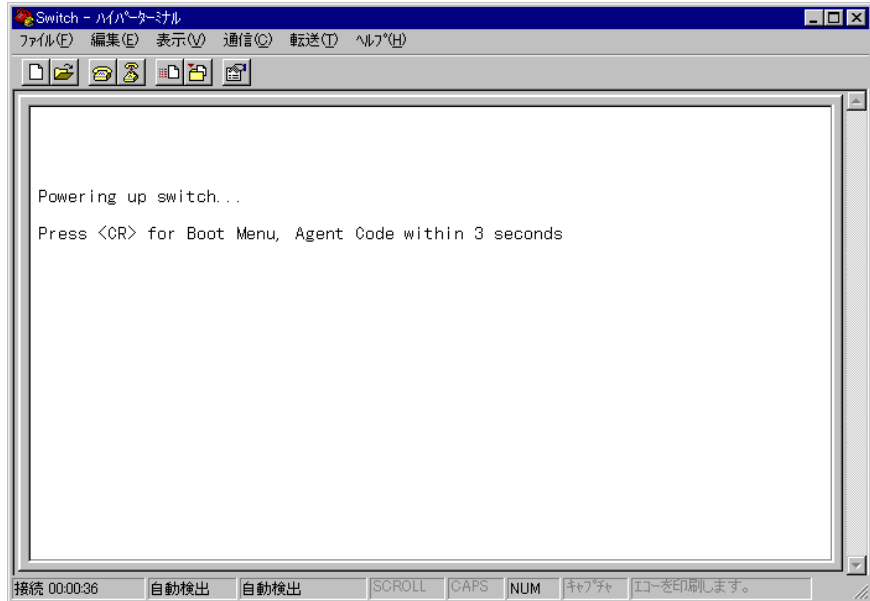 Switch - ﾊｲﾊﾟｰﾀｰﾐﾅﾙ
ﾌｧｲﾙ(F) 編集(E) 表示(V) 通信(C) 転送(T) ﾍﾙﾌﾟ(H)
Powering up switch...
Press <CR> for Boot Menu, Agent Code within 3 seconds
接続 00:00:36 自動検出 自動検出 SCROLL CAPS NUM ｷｬﾌﾟﾁｬ ｴｺｰを印刷します。